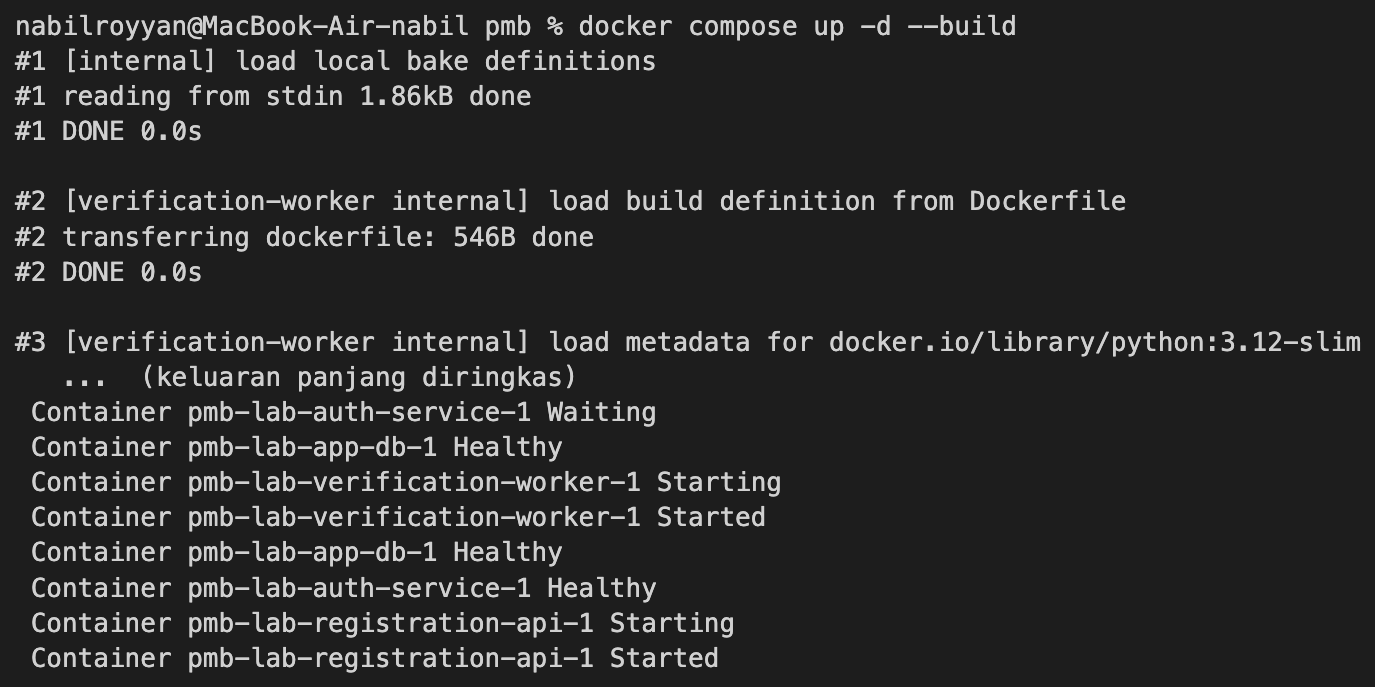 nabilroyyan@MacBook-Air-nabil pmb % docker compose up -d --build
#1 [internal] load local bake definitions
#1 reading from stdin 1.86kB done
#1 DONE 0.0s
#2 [verification-worker internal] load build definition from Dockerfile
#2 transferring dockerfile: 546B done
#2 DONE 0.0s
#3 [verification-worker internal] load metadata for docker.io/library/python:3.12-slim
... (keluaran panjang diringkas)
Container pmb-lab-auth-service-1 Waiting
Container pmb-lab-app-db-1 Healthy
Container pmb-lab-verification-worker-1 Starting
Container pmb-lab-verification-worker-1 Started
Container pmb-lab-app-db-1 Healthy
Container pmb-lab-auth-service-1 Healthy
Container pmb-lab-registration-api-1 Starting
Container pmb-lab-registration-api-1 Started